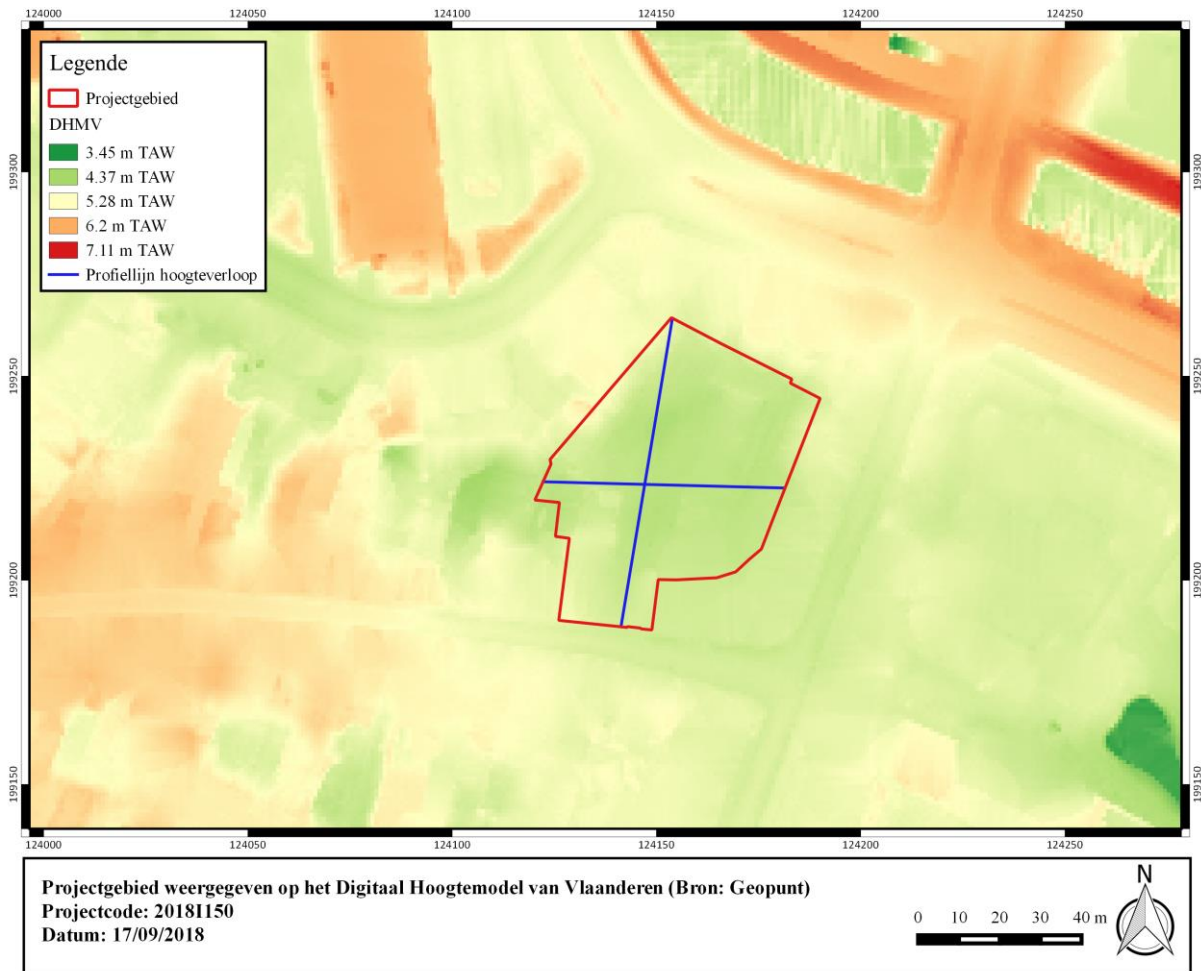 124000 124050 124100 124150 124200 124250
Legende
Projectgebied
DHMV
3.45 m TAW
4.37 m TAW
5.28 m TAW
6.2 m TAW
7.11 m TAW
Profiellijn hoogteverloop
199300 199300
199250 199250
199200 199200
199150 199150
124000 124050 124100 124150 124200 124250
Projectgebied weergegeven op het Digitaal Hoogtemodel van Vlaanderen (Bron: Geopunt)
Projectcode: 2018I150
Datum: 17/09/2018
0 10 20 30 40 m
N